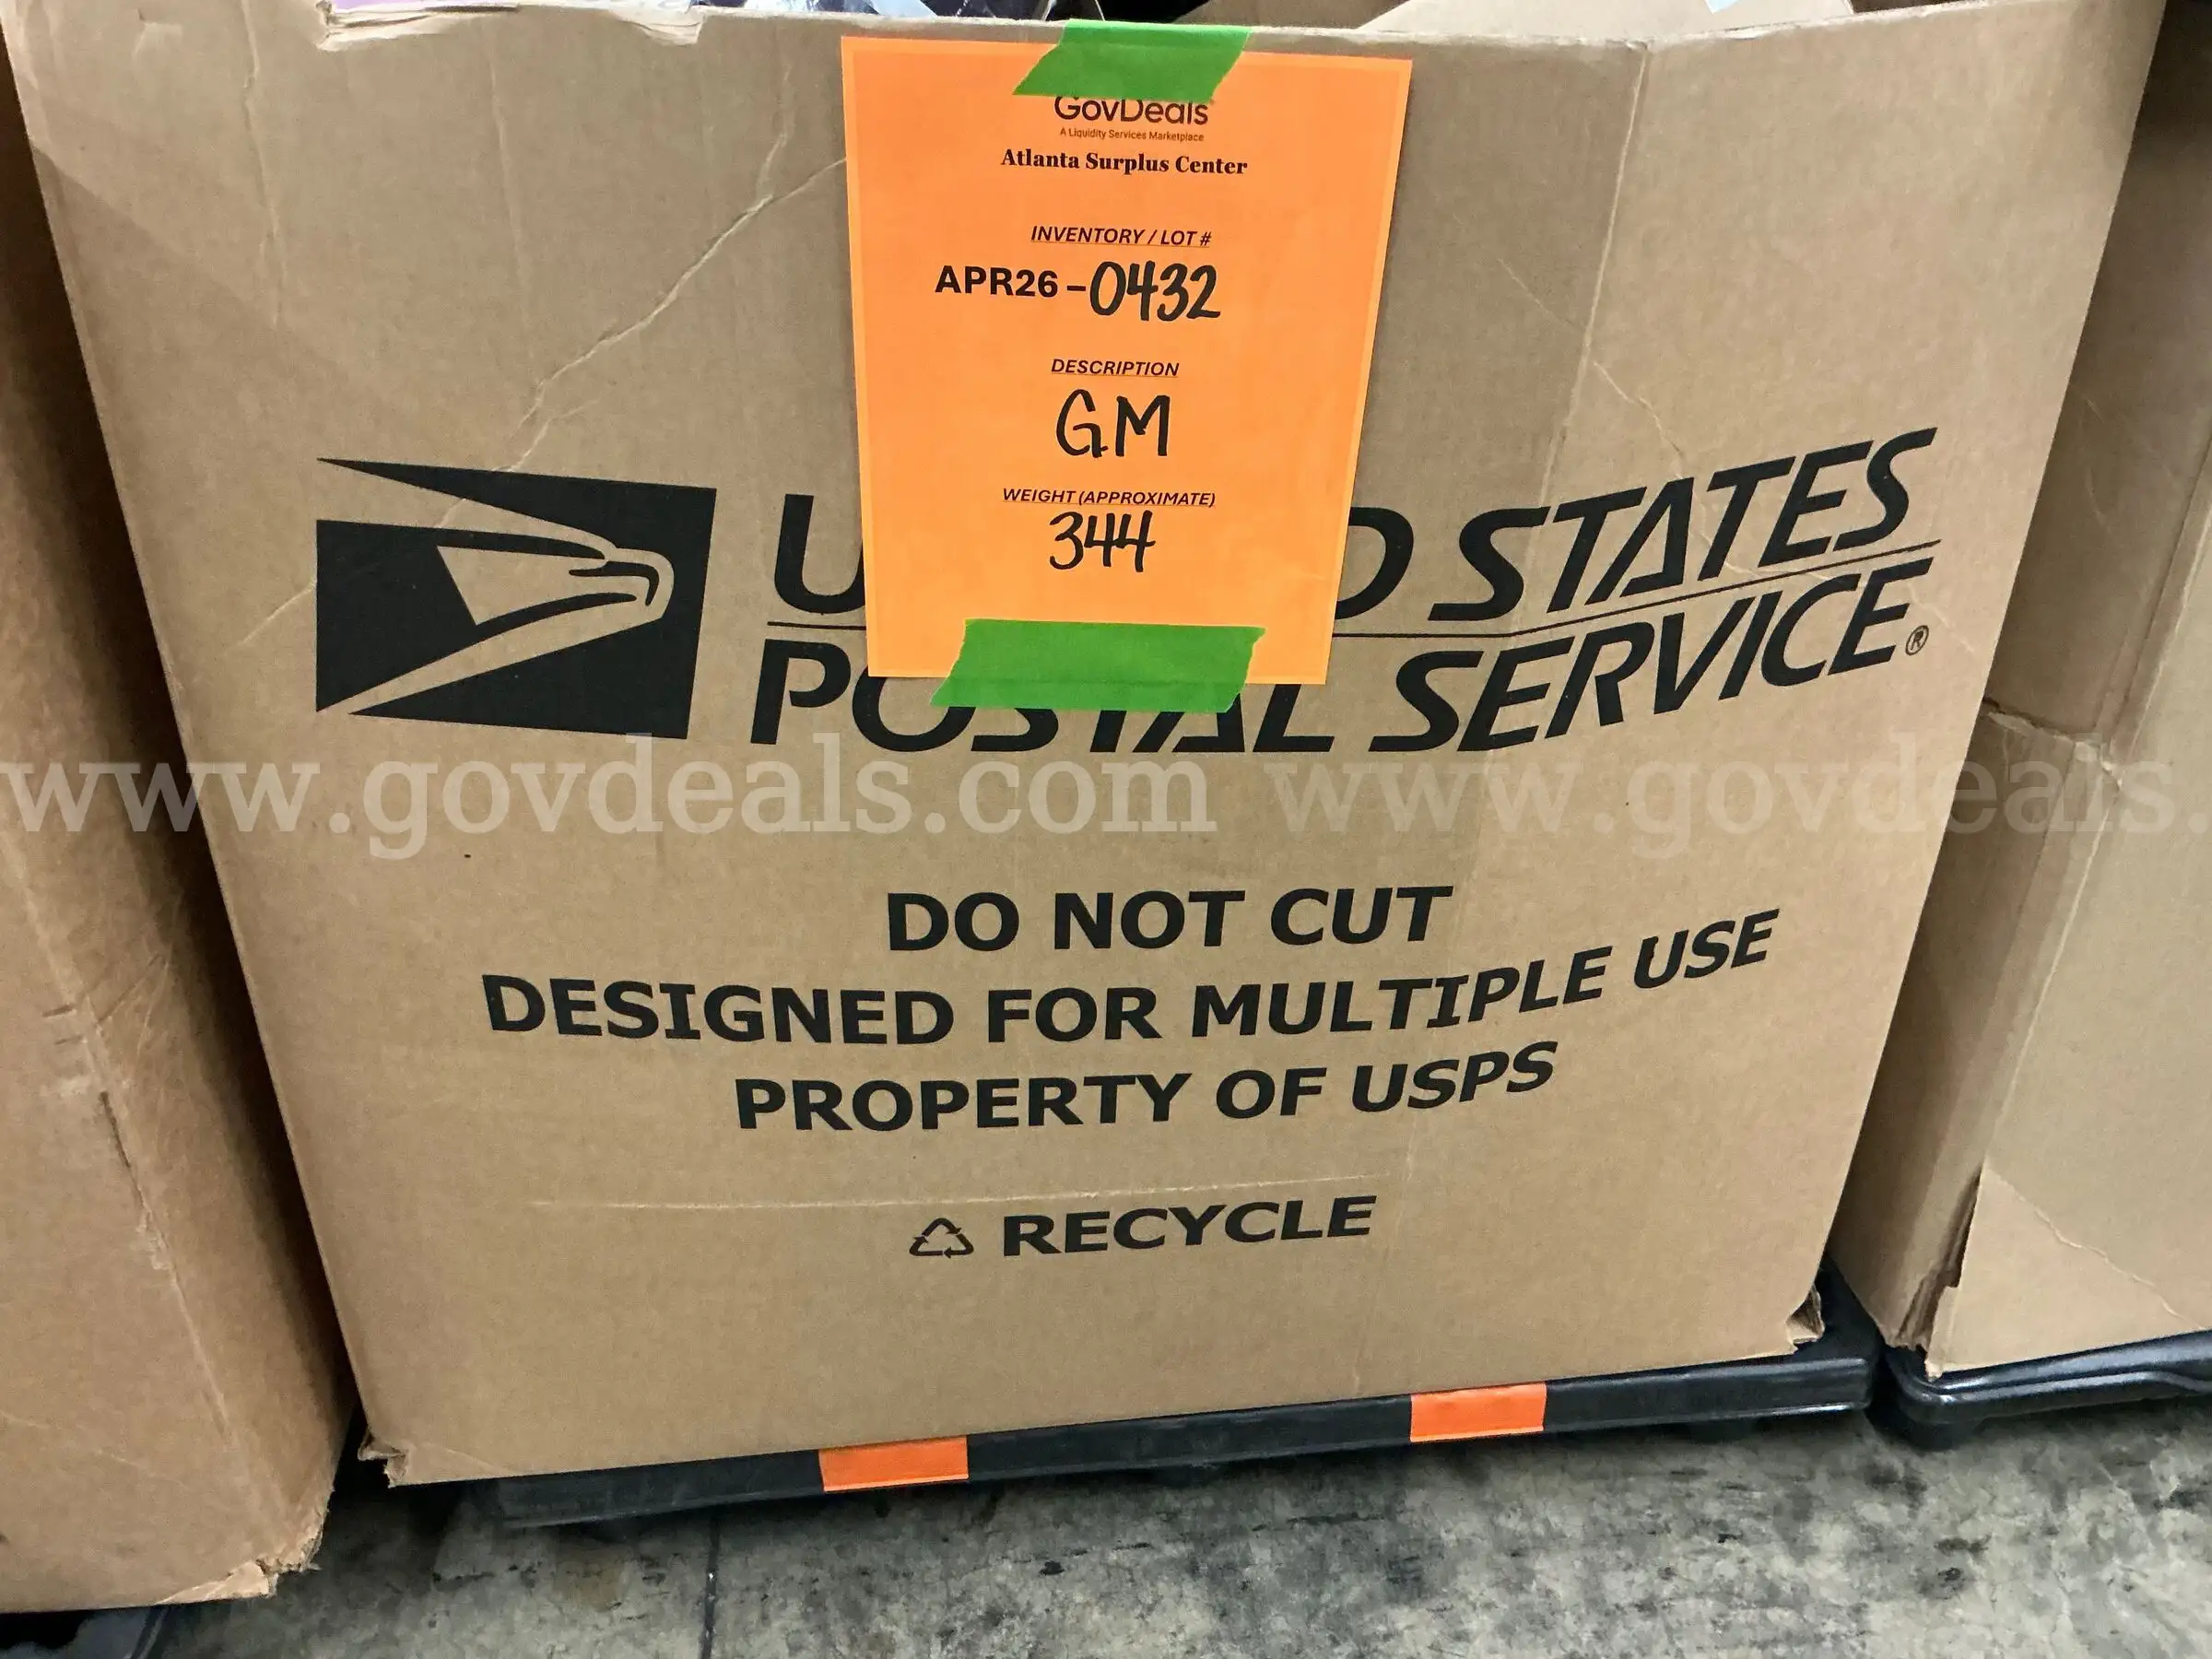 GovDeals
A Liquidity Services Marketplace
Atlanta Surplus Center
INVENTORY / LOT #
APR26-0432
DESCRIPTION
GM
WEIGHT (APPROXIMATE)
344
U D STATES
POSTAL SERVICE®
www.govdeals.com www.govdeals.
DO NOT CUT
DESIGNED FOR MULTIPLE USE
PROPERTY OF USPS
RECYCLE